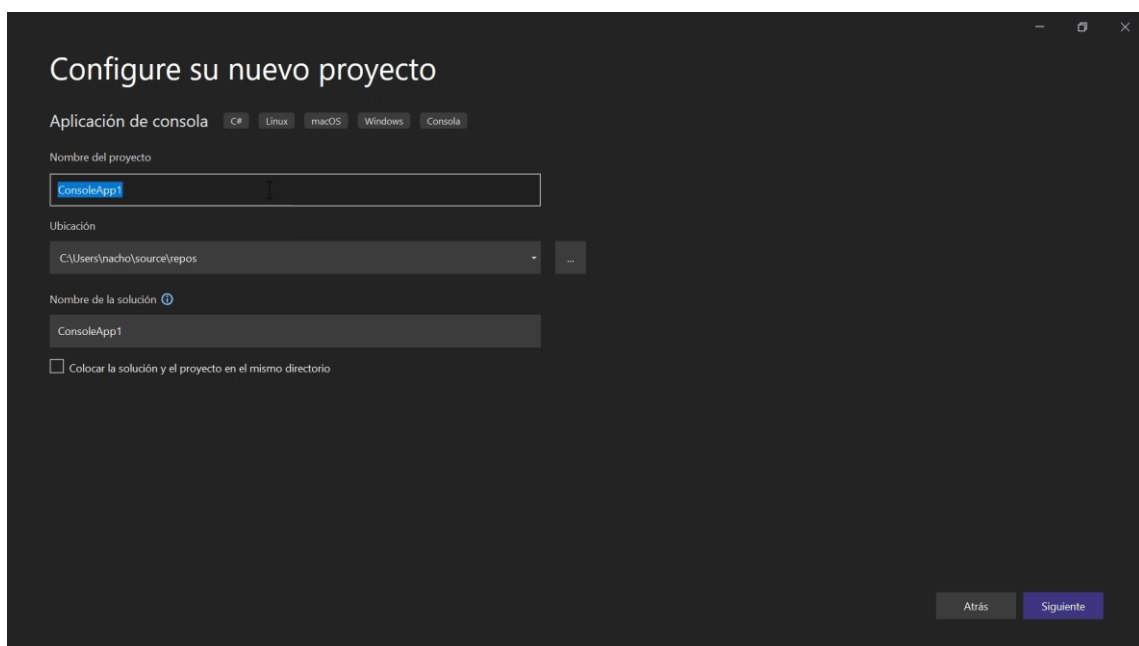 Configure su nuevo proyecto
Aplicación de consola C# Linux macOS Windows Consola
Nombre del proyecto
ConsoleApp1
Ubicación
C:\Users\nacho\source\repos
...
Nombre de la solución
ConsoleApp1
Colocar la solución y el proyecto en el mismo directorio
Atrás Siguiente